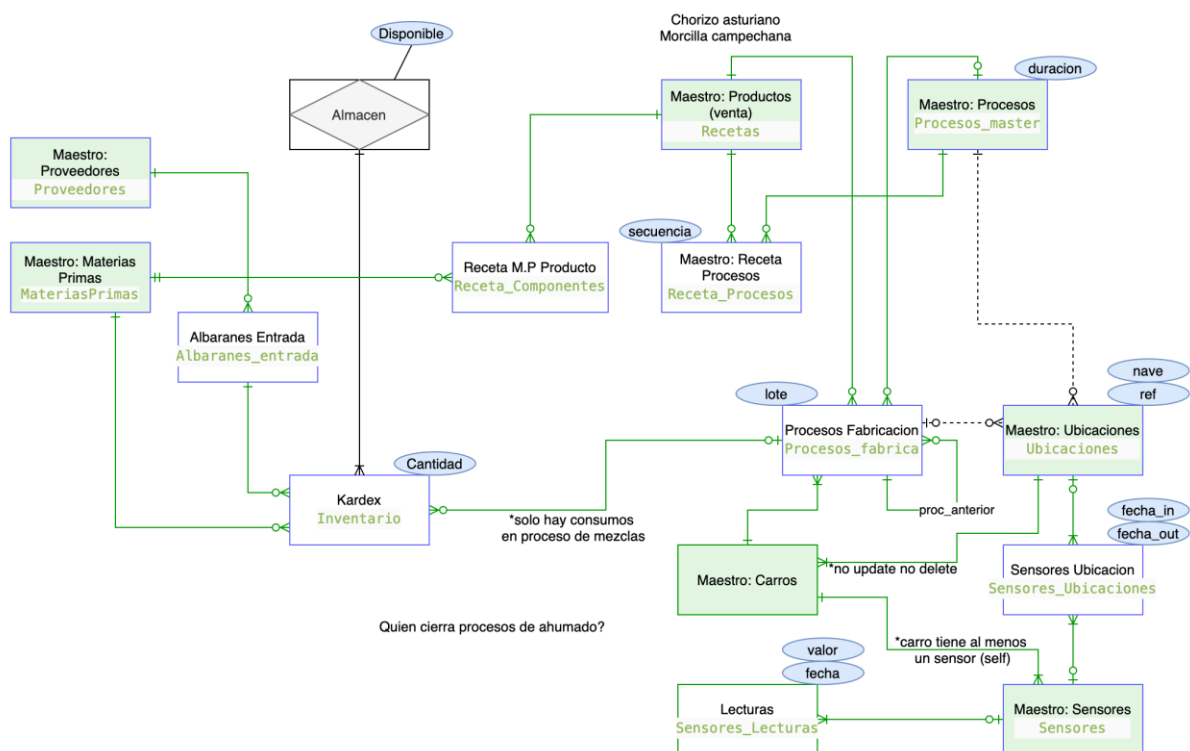 Chorizo asturiano
Morcilla campechana
Disponible
duracion
Almacen
Maestro: Productos
(venta)
Recetas
Maestro: Procesos
Procesos_master
Maestro:
Proveedores
Proveedores
secuencia
Maestro: Materias
Primas
MateriasPrimas
Receta M.P Producto
Receta_Componentes
Maestro: Receta
Procesos
Receta_Procesos
Albaranes Entrada
Albaranes_entrada
nave
ref
lote
Procesos Fabricacion
Procesos_fabrica
Maestro: Ubicaciones
Ubicaciones
Cantidad
Kardex
Inventario
*solo hay consumos
en proceso de mezclas
proc_anterior
fecha_in
fecha_out
*no update no delete
Maestro: Carros
Sensores Ubicacion
Sensores_Ubicaciones
Quien cierra procesos de ahumado?
*carro tiene al menos
un sensor (self)
valor
fecha
Lecturas
Sensores_Lecturas
Maestro: Sensores
Sensores